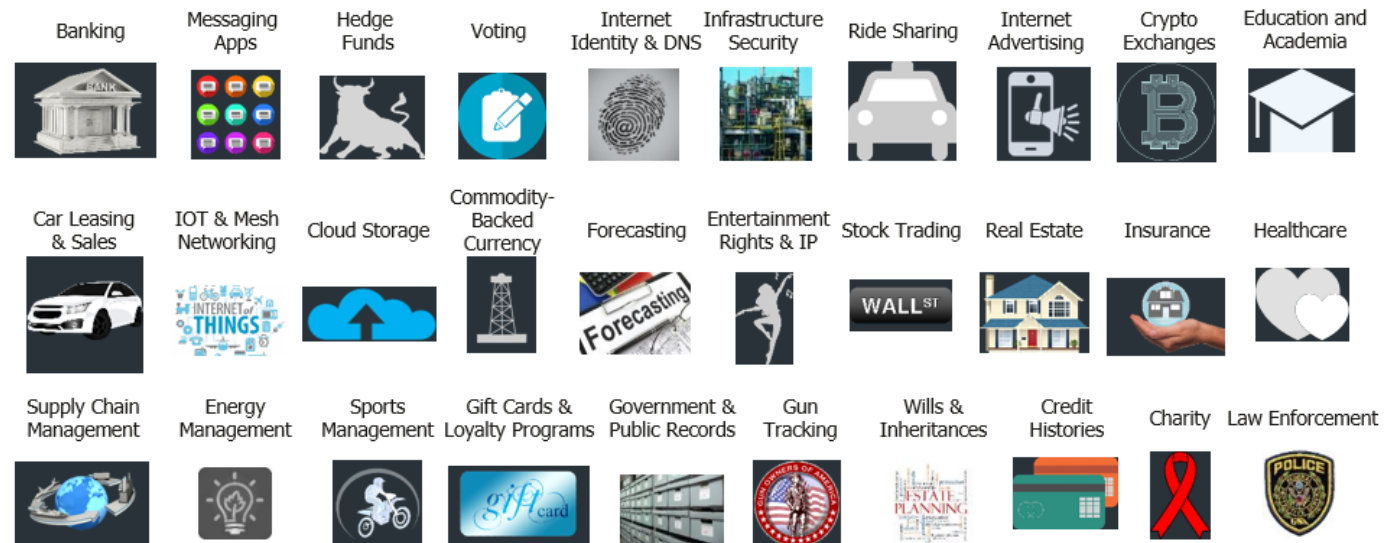 Banking
Messaging
Apps
Hedge
Funds
Voting
Internet
Identity & DNS
Infrastructure
Security
Ride Sharing
Internet
Advertising
Crypto
Exchanges
Education and
Academia
BANK
Car Leasing
& Sales
IOT & Mesh
Networking
Cloud Storage
Commodity-
Backed
Currency
Forecasting
Entertainment
Rights & IP
Stock Trading
Real Estate
Insurance
Healthcare
INTERNET of
THINGS
Forecasting
WALL ST
Supply Chain
Management
Energy
Management
Sports
Management
Gift Cards &
Loyalty Programs
Government &
Public Records
Gun
Tracking
Wills &
Inheritances
Credit
Histories
Charity
Law Enforcement
gift
card
GUN OWNERS OF AMERICA
ESTATE
PLANNING
POLICE